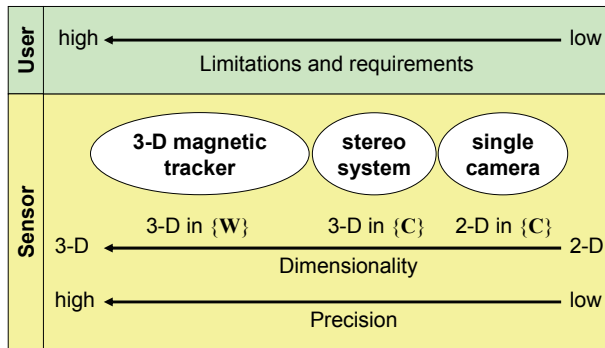 User
high low
Limitations and requirements
Sensor
3-D magnetic tracker
stereo system
single camera
3-D in {W} 3-D in {C} 2-D in {C}
3-D 2-D
Dimensionality
high low
Precision